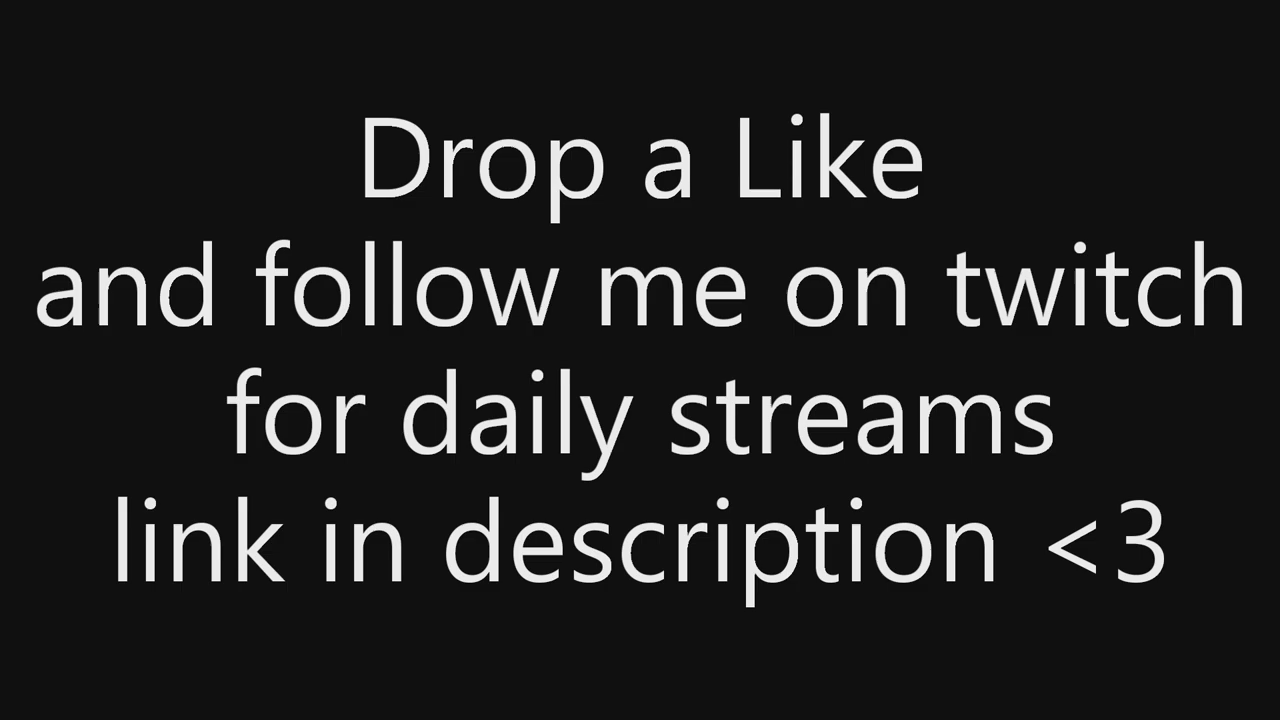 Drop a Like
and follow me on twitch
for daily streams
link in description <3